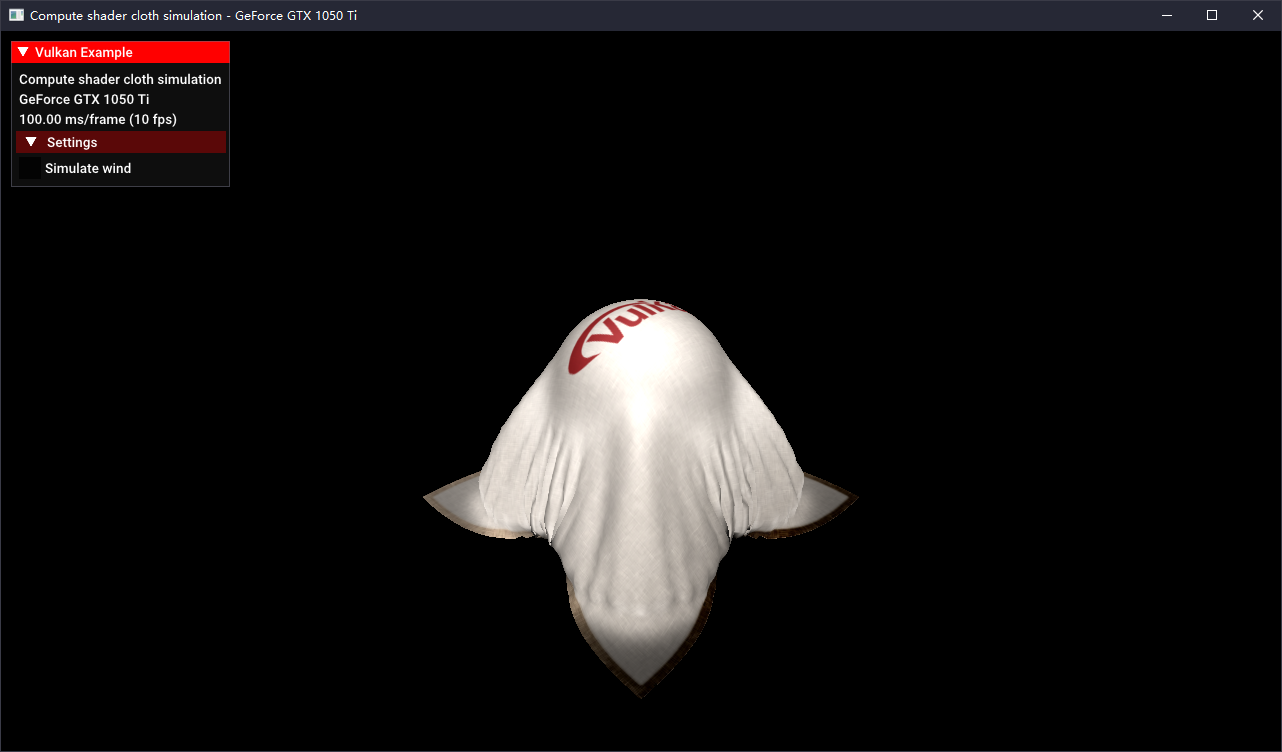 Compute shader cloth simulation - GeForce GTX 1050 Ti
Vulkan Example
Compute shader cloth simulation
GeForce GTX 1050 Ti
100.00 ms/frame (10 fps)
Settings
Simulate wind